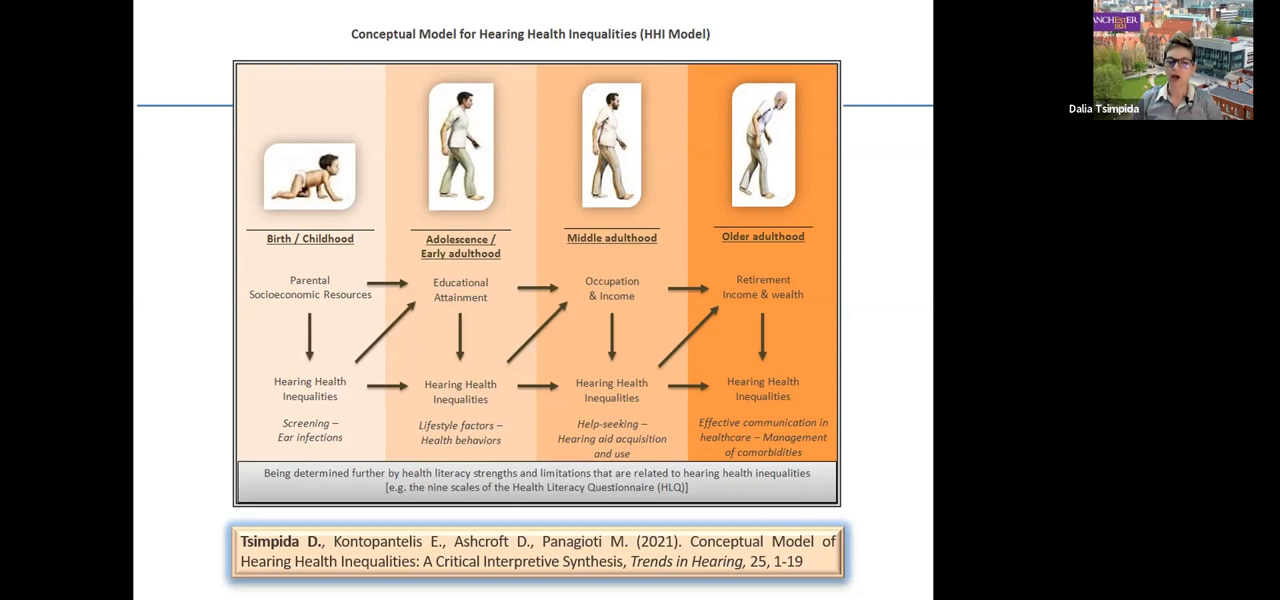 Conceptual Model for Hearing Health Inequalities (HHI Model)
MANCHESTER
1824
Dalia Tsimpida
Birth / Childhood
Adolescence /
Early adulthood
Middle adulthood
Older adulthood
Parental
Socioeconomic Resources
Educational
Attainment
Occupation
& Income
Retirement
Income & wealth
Hearing Health
Inequalities
Hearing Health
Inequalities
Hearing Health
Inequalities
Hearing Health
Inequalities
Screening –
Ear infections
Lifestyle factors –
Health behaviors
Help-seeking –
Hearing aid acquisition
and use
Effective communication in
healthcare – Management
of comorbidities
Being determined further by health literacy strengths and limitations that are related to hearing health inequalities
[e.g. the nine scales of the Health Literacy Questionnaire (HLQ)]
Tsimpida D., Kontopantelis E., Ashcroft D., Panagioti M. (2021). Conceptual Model of
Hearing Health Inequalities: A Critical Interpretive Synthesis, Trends in Hearing, 25, 1-19